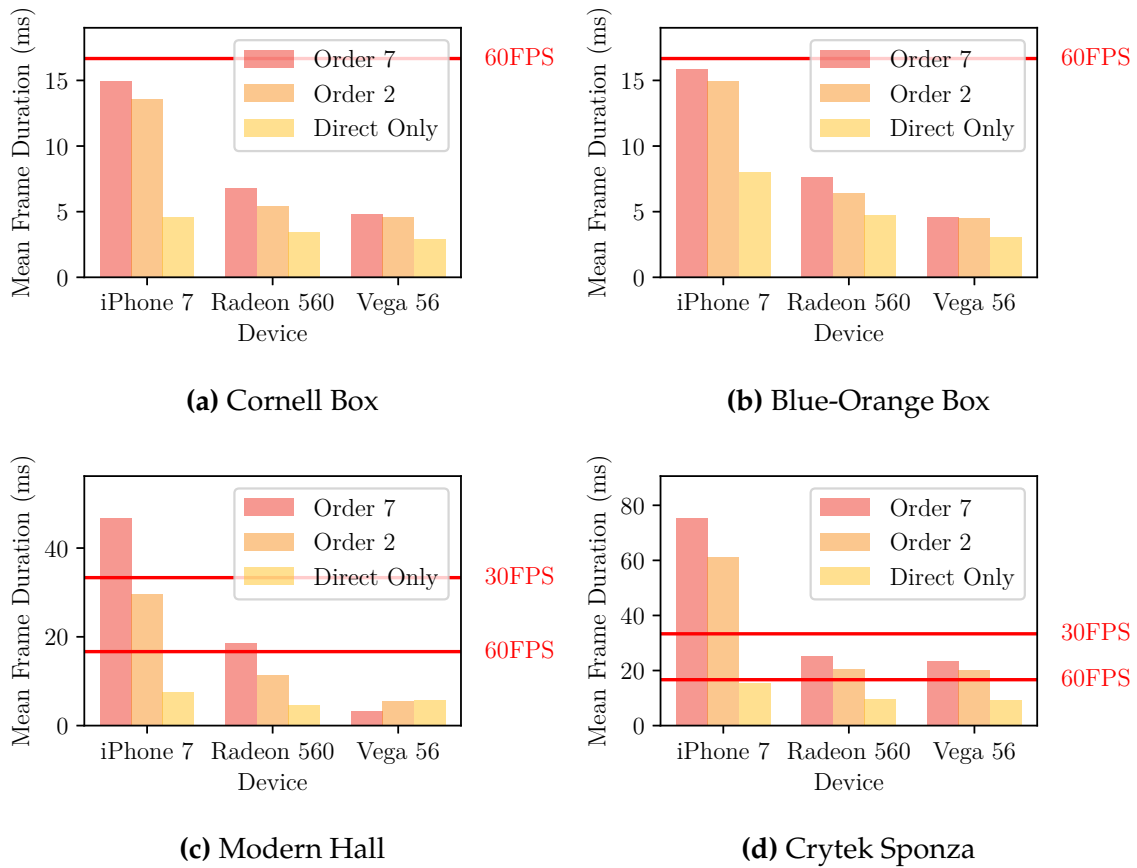 Mean Frame Duration (ms)
15
10
5
0
Order 7
Order 2
Direct Only
60FPS
iPhone 7 Radeon 560 Vega 56
Device
(a) Cornell Box
Mean Frame Duration (ms)
15
10
5
0
Order 7
Order 2
Direct Only
60FPS
iPhone 7 Radeon 560 Vega 56
Device
(b) Blue-Orange Box
Mean Frame Duration (ms)
40
20
0
Order 7
Order 2
Direct Only
30FPS
60FPS
iPhone 7 Radeon 560 Vega 56
Device
(c) Modern Hall
Mean Frame Duration (ms)
80
60
40
20
0
Order 7
Order 2
Direct Only
30FPS
60FPS
iPhone 7 Radeon 560 Vega 56
Device
(d) Crytek Sponza